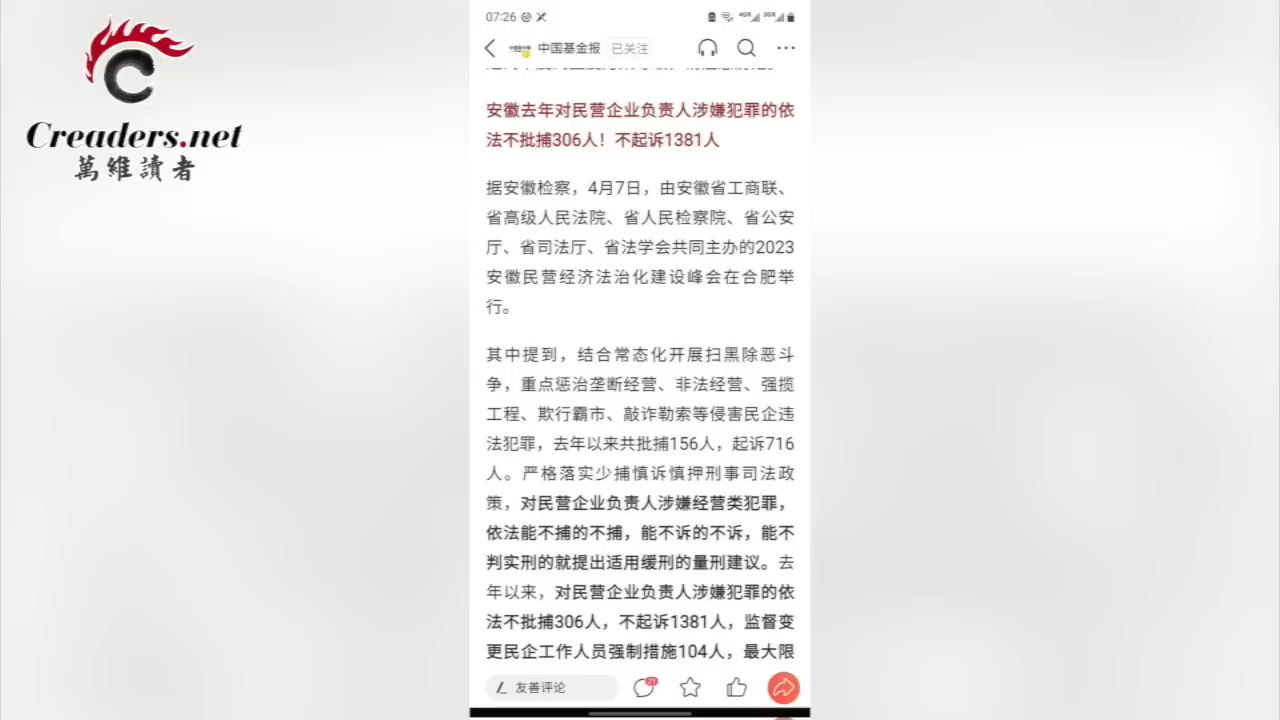 Creaders.net
萬維讀者
07:26
中国基金报 已关注
安徽去年对民营企业负责人涉嫌犯罪的依
法不批捕306人！不起诉1381人
据安徽检察，4月7日，由安徽省工商联、
省高级人民法院、省人民检察院、省公安
厅、省司法厅、省法学会共同主办的2023
安徽民营经济法治化建设峰会在合肥举
行。
其中提到，结合常态化开展扫黑除恶斗
争，重点惩治垄断经营、非法经营、强揽
工程、欺行霸市、敲诈勒索等侵害民企违
法犯罪，去年以来共批捕156人，起诉716
人。严格落实少捕慎诉慎押刑事司法政
策，对民营企业负责人涉嫌经营类犯罪，
依法能不捕的不捕，能不诉的不诉，能不
判实刑的就提出适用缓刑的量刑建议。去
年以来，对民营企业负责人涉嫌犯罪的依
法不批捕306人，不起诉1381人，监督变
更民企工作人员强制措施104人，最大限
友善评论 21